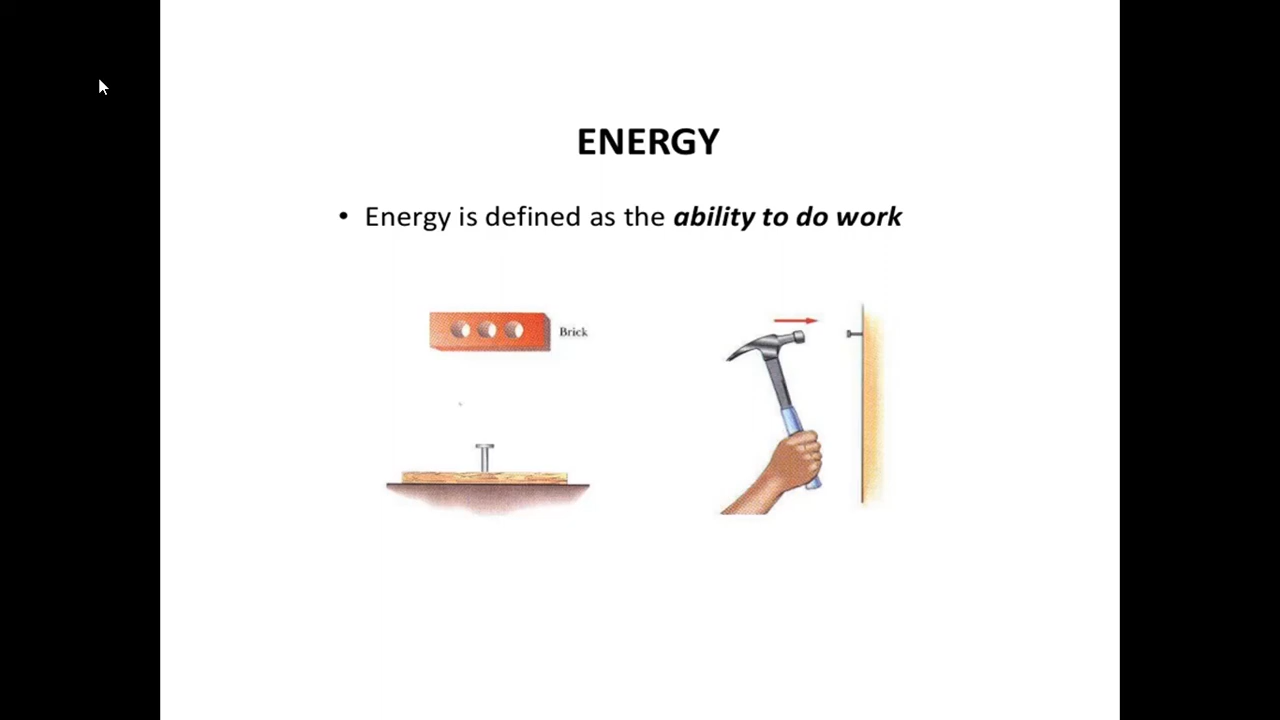 ENERGY
• Energy is defined as the ability to do work
Brick